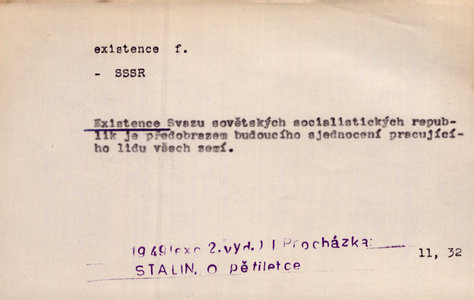 existence f.
- SSSR
Existence Svazu sovětských socialistických repub-
lik je předobrazem budoucího sjednocení pracující-
ho lidu všech zemí.
1949(exc 2.vyd.) | Procházka:
STALIN, O pětiletce
11, 32